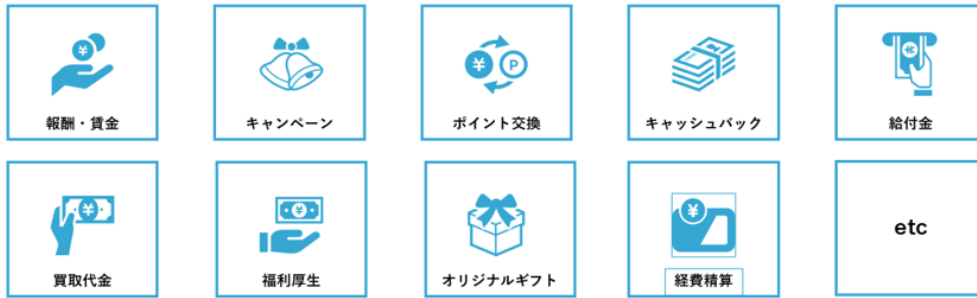 報酬・賃金
キャンペーン
ポイント交換
キャッシュバック
給付金
買取代金
福利厚生
オリジナルギフト
経費精算
etc